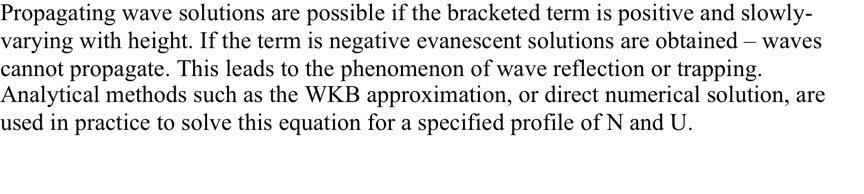 Propagating wave solutions are possible if the bracketed term is positive and slowly-
varying with height. If the term is negative evanescent solutions are obtained – waves
cannot propagate. This leads to the phenomenon of wave reflection or trapping.
Analytical methods such as the WKB approximation, or direct numerical solution, are
used in practice to solve this equation for a specified profile of N and U.